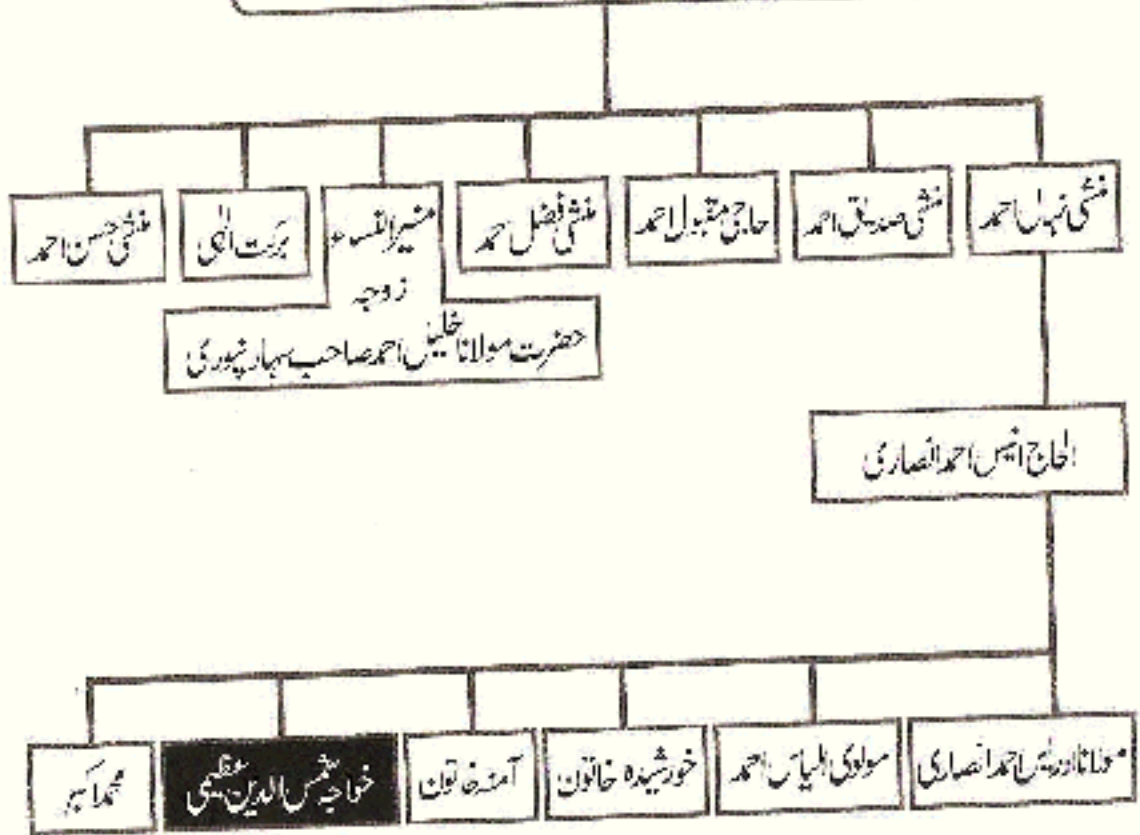 منشی نہال احمد
منشی صدیق احمد
حاجی مقبول احمد
منشی فضل احمد
منیر النساء
زوجہ
حضرت مولانا خلیل احمد صاحب سہارنپوری
برکت الٰہی
منشی حسن احمد
الحاج انیس احمد انصاری
مولانا ادریس احمد انصاری
مولوی الیاس احمد
خورشیدہ خاتون
آمنہ خاتون
خواجہ شمس الدین عظیمی
محمد اکبر